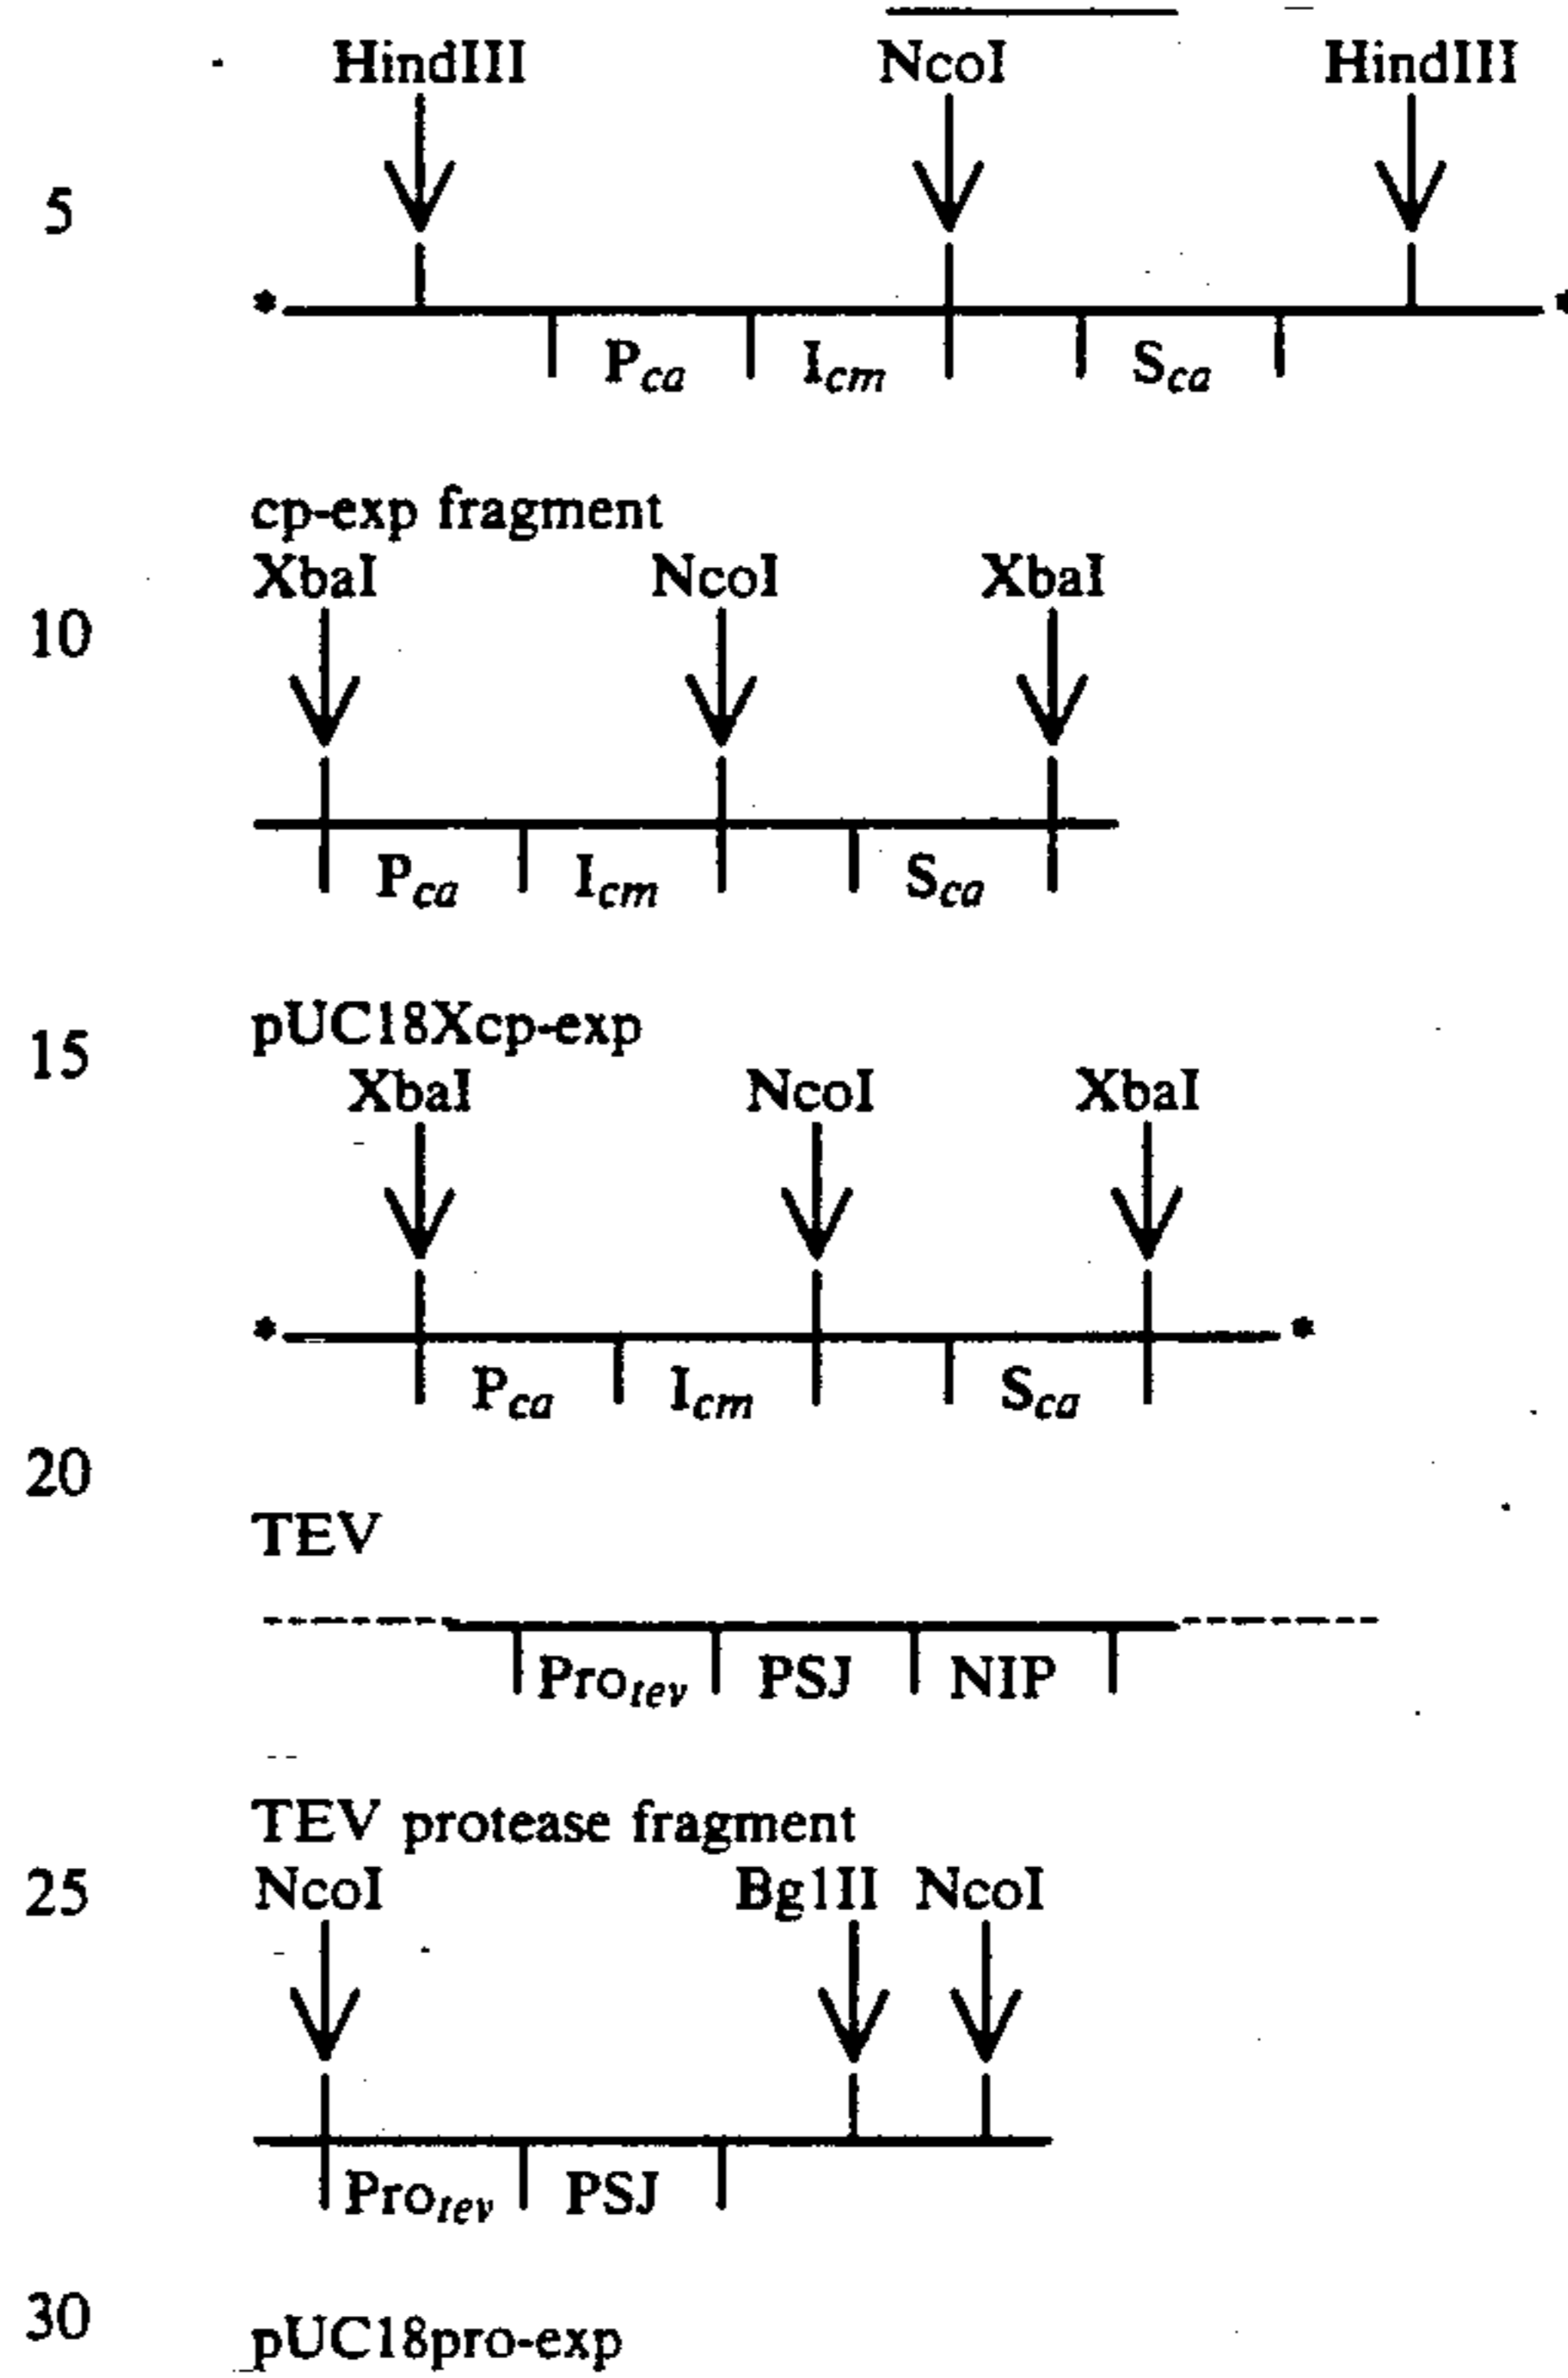 HindIII NcoI HindIII
5
* *
Pca Icm Sca
cp-exp fragment
XbaI NcoI XbaI
10
Pca Icm Sca
15 pUC18Xcp-exp
XbaI NcoI XbaI
* *
Pca Icm Sca
20
TEV
Protev PSJ NIP
TEV protease fragment
25 NcoI Bg1II NcoI
Protev PSJ
30 pUC18pro-exp